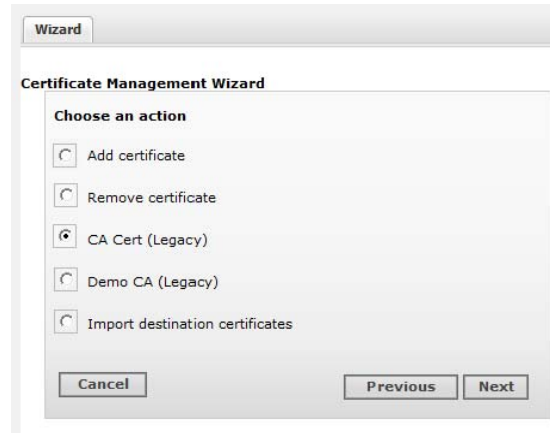 Wizard
Certificate Management Wizard
Choose an action
Add certificate
Remove certificate
CA Cert (Legacy)
Demo CA (Legacy)
Import destination certificates
Cancel Previous Next